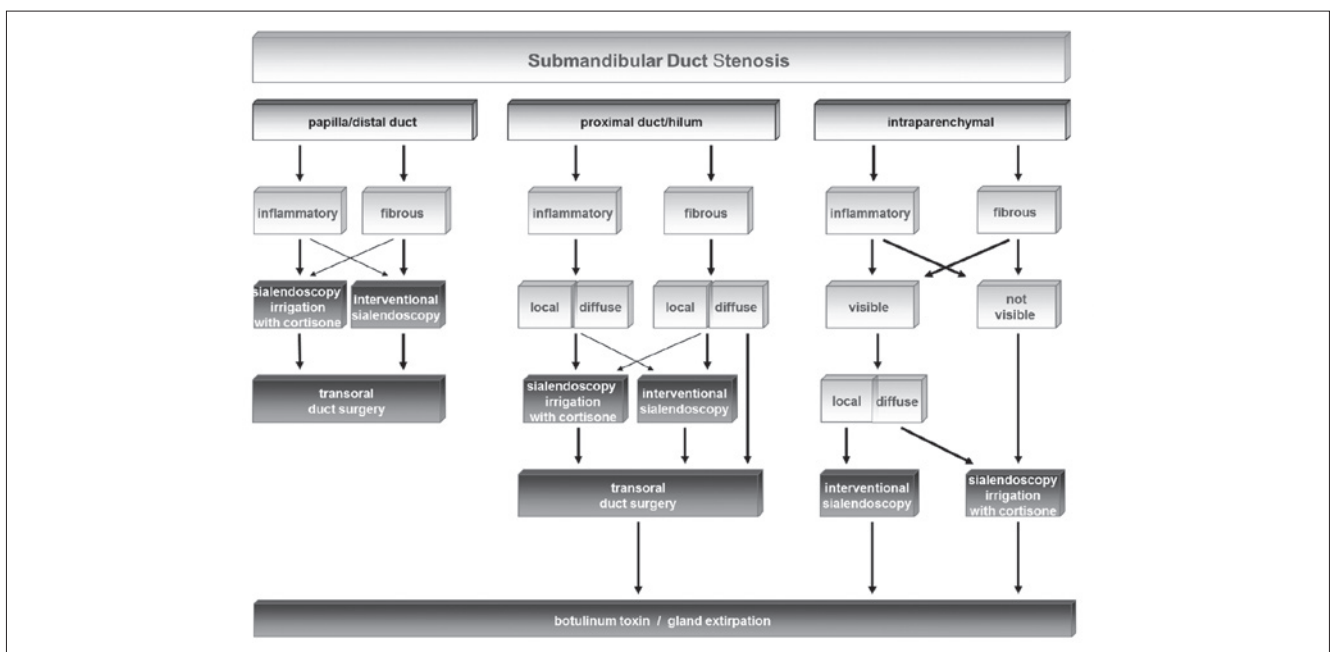 Submandibular Duct Stenosis
papilla/distal duct
proximal duct/hilum
intraparenchymal
inflammatory
fibrous
inflammatory
fibrous
inflammatory
fibrous
sialendoscopy
irrigation
with cortisone
interventional
sialendoscopy
local
diffuse
local
diffuse
visible
not
visible
transoral
duct surgery
sialendoscopy
irrigation
with cortisone
interventional
sialendoscopy
local
diffuse
transoral
duct surgery
interventional
sialendoscopy
sialendoscopy
irrigation
with cortisone
botulinum toxin / gland extirpation